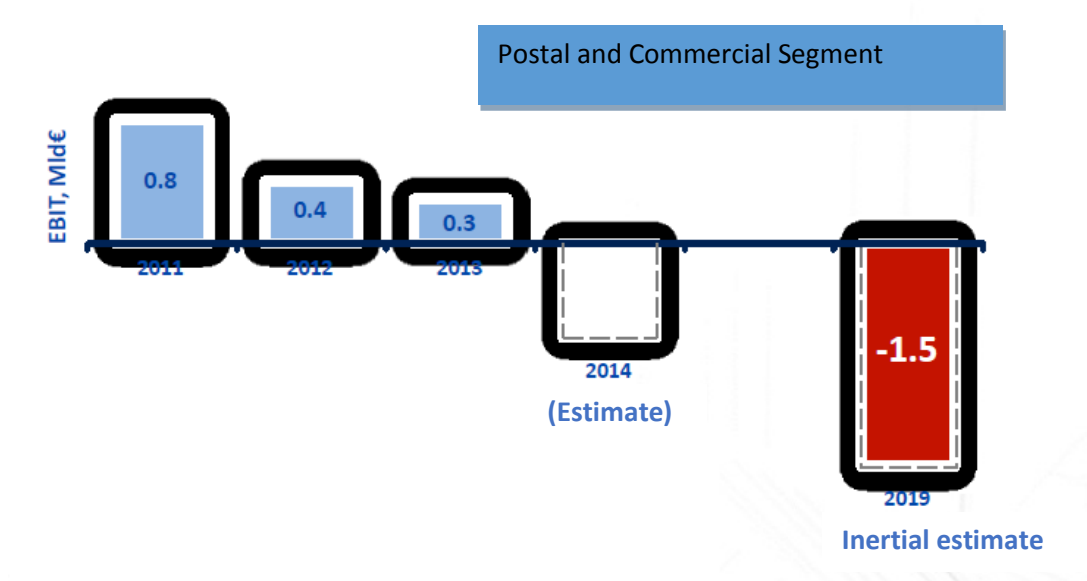 Postal and Commercial Segment
EBIT, Mld€
0.8
0.4
0.3
-1.5
2011
2012
2013
2014
(Estimate)
2019
Inertial estimate